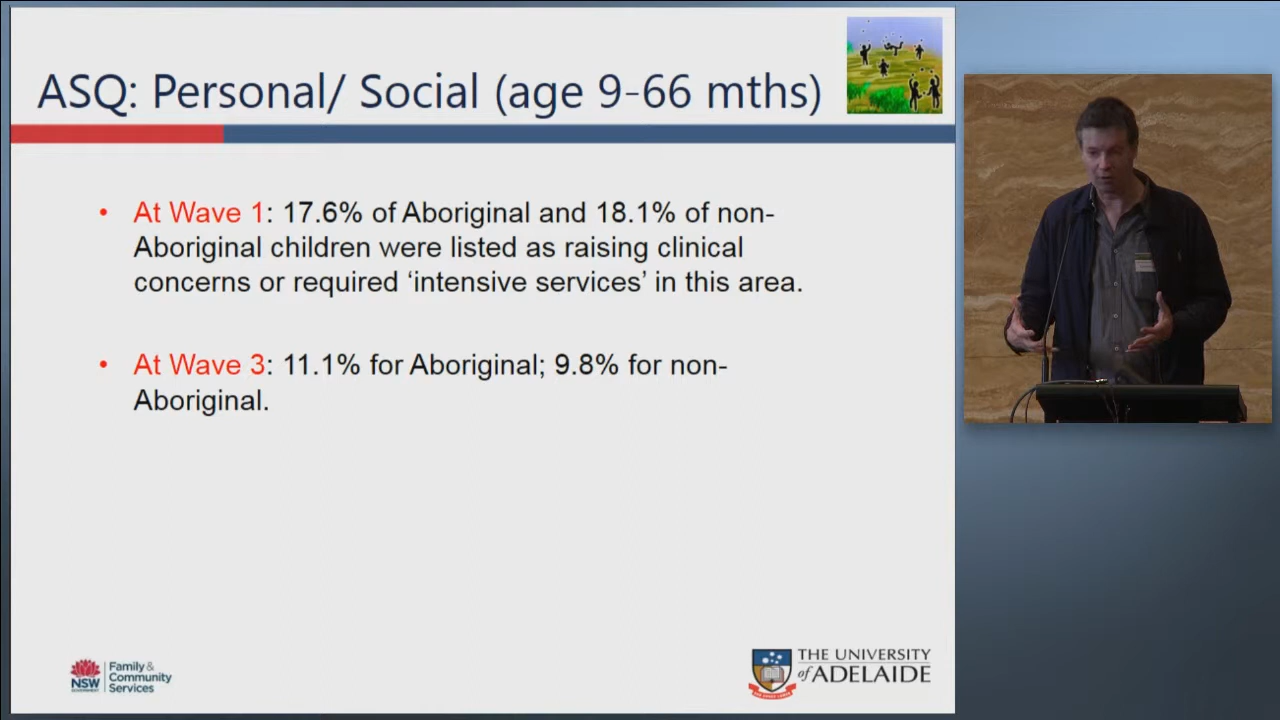 ASQ: Personal/ Social (age 9-66 mths)
• At Wave 1: 17.6% of Aboriginal and 18.1% of non-
Aboriginal children were listed as raising clinical
concerns or required ‘intensive services’ in this area.
• At Wave 3: 11.1% for Aboriginal; 9.8% for non-
Aboriginal.
NSW
GOVERNMENT
Family &
Community
Services
THE UNIVERSITY
of ADELAIDE